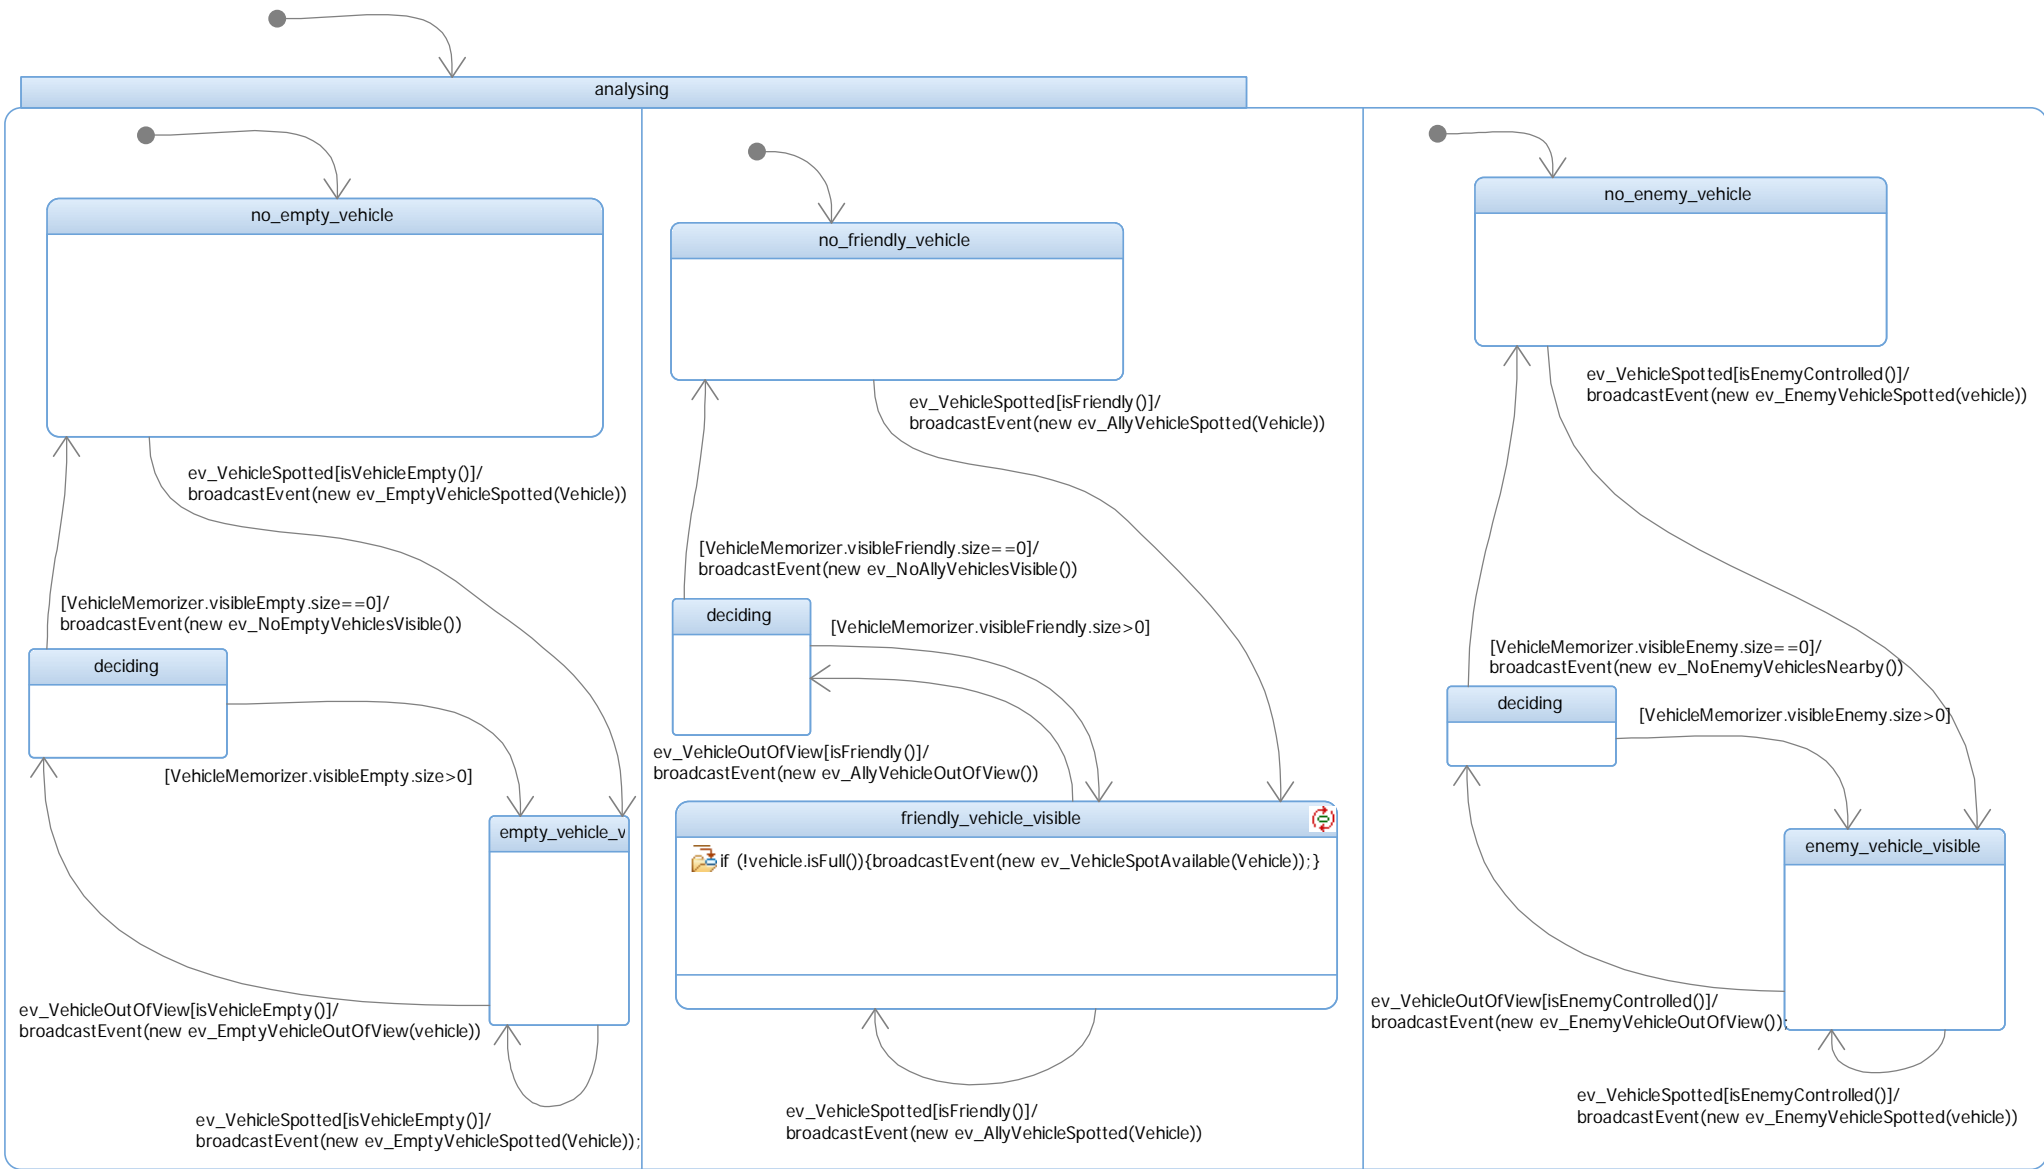 analysing
no_empty_vehicle
ev_VehicleSpotted[isVehicleEmpty()]/
broadcastEvent(new ev_EmptyVehicleSpotted(Vehicle))
[VehicleMemorizer.visibleEmpty.size==0]/
broadcastEvent(new ev_NoEmptyVehiclesVisible())
deciding
[VehicleMemorizer.visibleEmpty.size>0]
empty_vehicle_v
ev_VehicleOutOfView[isVehicleEmpty()]/
broadcastEvent(new ev_EmptyVehicleOutOfView(vehicle))
ev_VehicleSpotted[isVehicleEmpty()]/
broadcastEvent(new ev_EmptyVehicleSpotted(Vehicle));
no_friendly_vehicle
ev_VehicleSpotted[isFriendly()]/
broadcastEvent(new ev_AllyVehicleSpotted(Vehicle))
[VehicleMemorizer.visibleFriendly.size==0]/
broadcastEvent(new ev_NoAllyVehiclesVisible())
deciding
[VehicleMemorizer.visibleFriendly.size>0]
ev_VehicleOutOfView[isFriendly()]/
broadcastEvent(new ev_AllyVehicleOutOfView())
friendly_vehicle_visible
if (!vehicle.isFull()){broadcastEvent(new ev_VehicleSpotAvailable(Vehicle));}
ev_VehicleSpotted[isFriendly()]/
broadcastEvent(new ev_AllyVehicleSpotted(Vehicle))
no_enemy_vehicle
ev_VehicleSpotted[isEnemyControlled()]/
broadcastEvent(new ev_EnemyVehicleSpotted(vehicle))
[VehicleMemorizer.visibleEnemy.size==0]/
broadcastEvent(new ev_NoEnemyVehiclesNearby())
deciding
[VehicleMemorizer.visibleEnemy.size>0]
enemy_vehicle_visible
ev_VehicleOutOfView[isEnemyControlled()]/
broadcastEvent(new ev_EnemyVehicleOutOfView());
ev_VehicleSpotted[isEnemyControlled()]/
broadcastEvent(new ev_EnemyVehicleSpotted(vehicle))